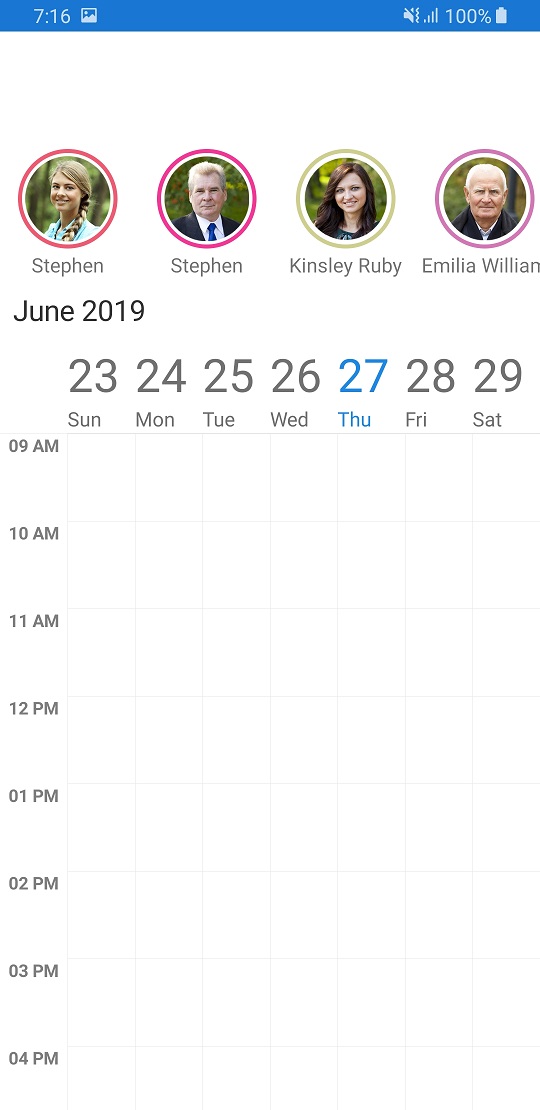 7:16 100%
Stephen Stephen Kinsley Ruby Emilia William
June 2019
23 24 25 26 27 28 29
Sun Mon Tue Wed Thu Fri Sat
09 AM
10 AM
11 AM
12 PM
01 PM
02 PM
03 PM
04 PM